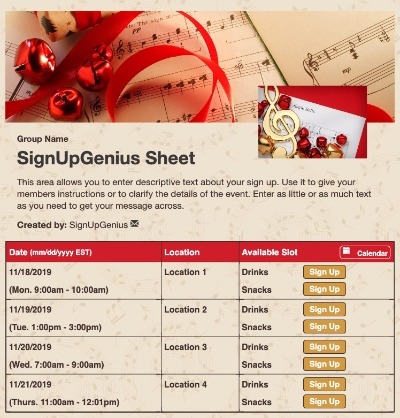 Group Name
SignUpGenius Sheet
This area allows you to enter descriptive text about your sign up. Use it to give your
members instructions or to clarify the details of the event. Enter as little or as much text
as you need to get your message across.
Created by: SignUpGenius
Date (mm/dd/yyyy EST) Location Available Slot Calendar
11/18/2019 Location 1 Drinks Sign Up
(Mon. 9:00am - 10:00am) Snacks Sign Up
11/19/2019 Location 2 Drinks Sign Up
(Tue. 1:00pm - 3:00pm) Snacks Sign Up
11/20/2019 Location 3 Drinks Sign Up
(Wed. 7:00am - 9:00am) Snacks Sign Up
11/21/2019 Location 4 Drinks Sign Up
(Thurs. 11:00am - 12:01pm) Snacks Sign Up